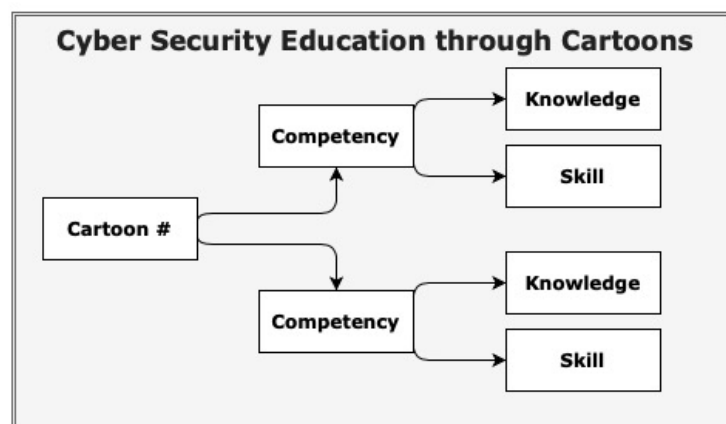 Cyber Security Education through Cartoons
Knowledge
Competency
Skill
Cartoon #
Knowledge
Competency
Skill